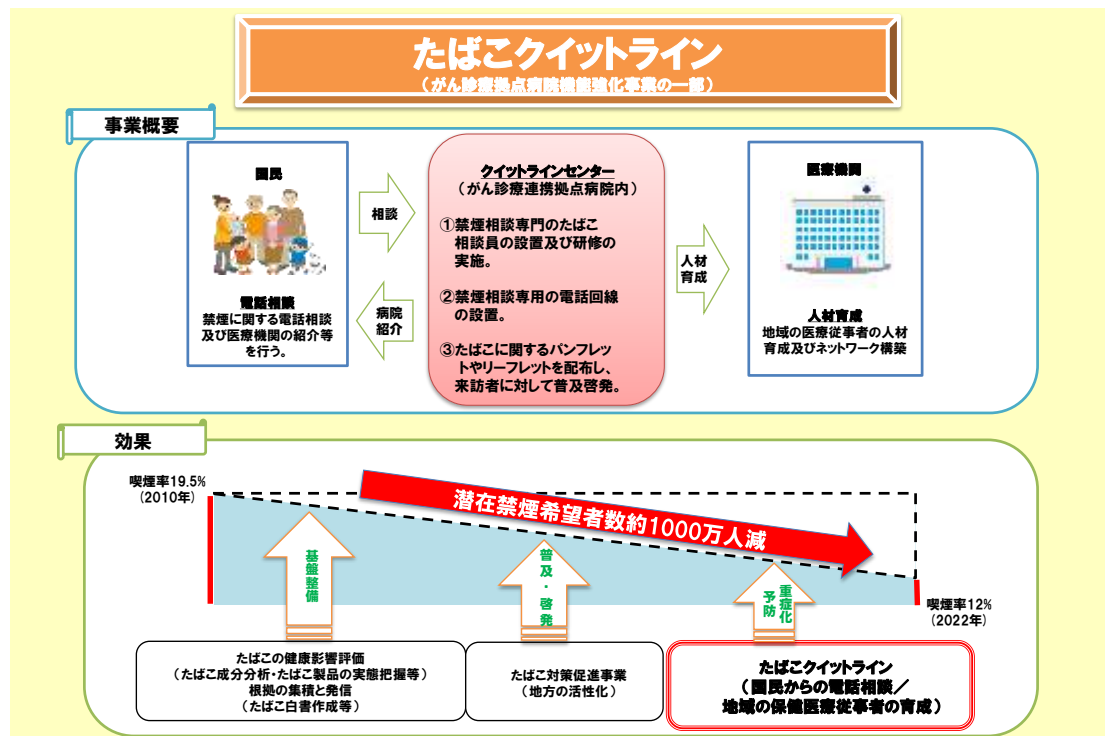 たばこクイットライン
(がん診療拠点病院機能強化事業の一部)
事業概要
国民
電話相談
禁煙に関する電話相談
及び医療機関の紹介等
を行う。
相談
病院
紹介
クイットラインセンター
(がん診療連携拠点病院内)
①禁煙相談専門のたばこ
相談員の設置及び研修の
実施。
②禁煙相談専用の電話回線
の設置。
③たばこに関するパンフレッ
トやリーフレットを配布し、
来訪者に対して普及啓発。
人材
育成
医療機関
人材育成
地域の医療従事者の人材
育成及びネットワーク構築
効果
喫煙率19.5%
(2010年)
潜在禁煙希望者数約1000万人減
基盤整備
普及・啓発
重症化
予防
喫煙率12%
(2022年)
たばこの健康影響評価
(たばこ成分分析・たばこ製品の実態把握等)
根拠の集積と発信
(たばこ白書作成等)
たばこ対策促進事業
(地方の活性化)
たばこクイットライン
(国民からの電話相談/
地域の保健医療従事者の育成)